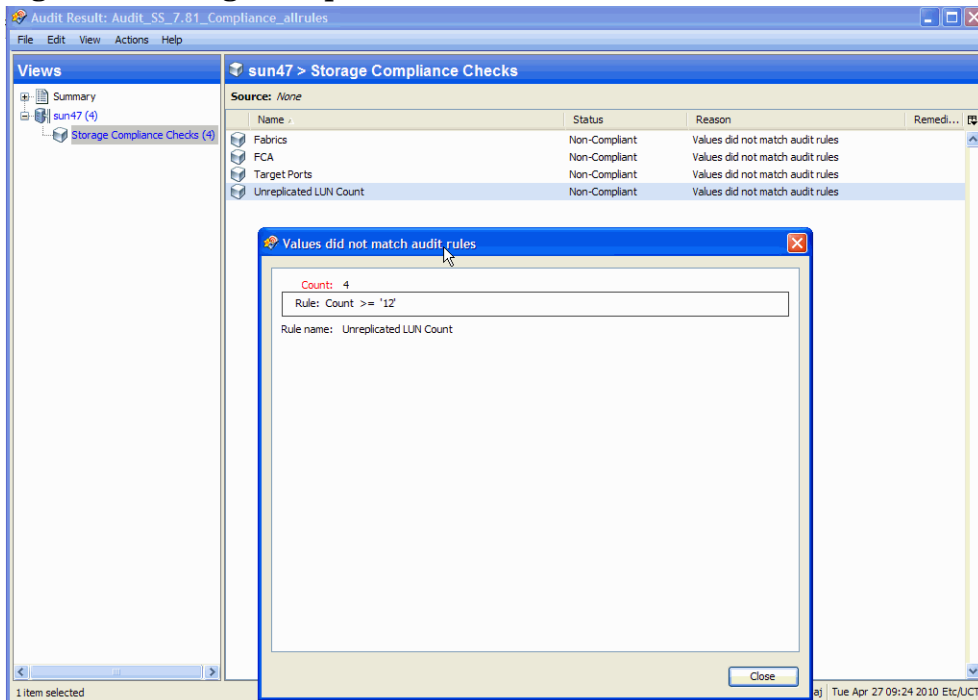 Audit Result: Audit_SS_7.81_Compliance_allrules
File Edit View Actions Help
Views
Summary
sun47 (4)
Storage Compliance Checks (4)
sun47 > Storage Compliance Checks
Source: None
Name Status Reason Remedi...
Fabrics Non-Compliant Values did not match audit rules
FCA Non-Compliant Values did not match audit rules
Target Ports Non-Compliant Values did not match audit rules
Unreplicated LUN Count Non-Compliant Values did not match audit rules
Values did not match audit rules
Count: 4
Rule: Count >= '12'
Rule name: Unreplicated LUN Count
Close
1 item selected
aj Tue Apr 27 09:24 2010 Etc/UCT